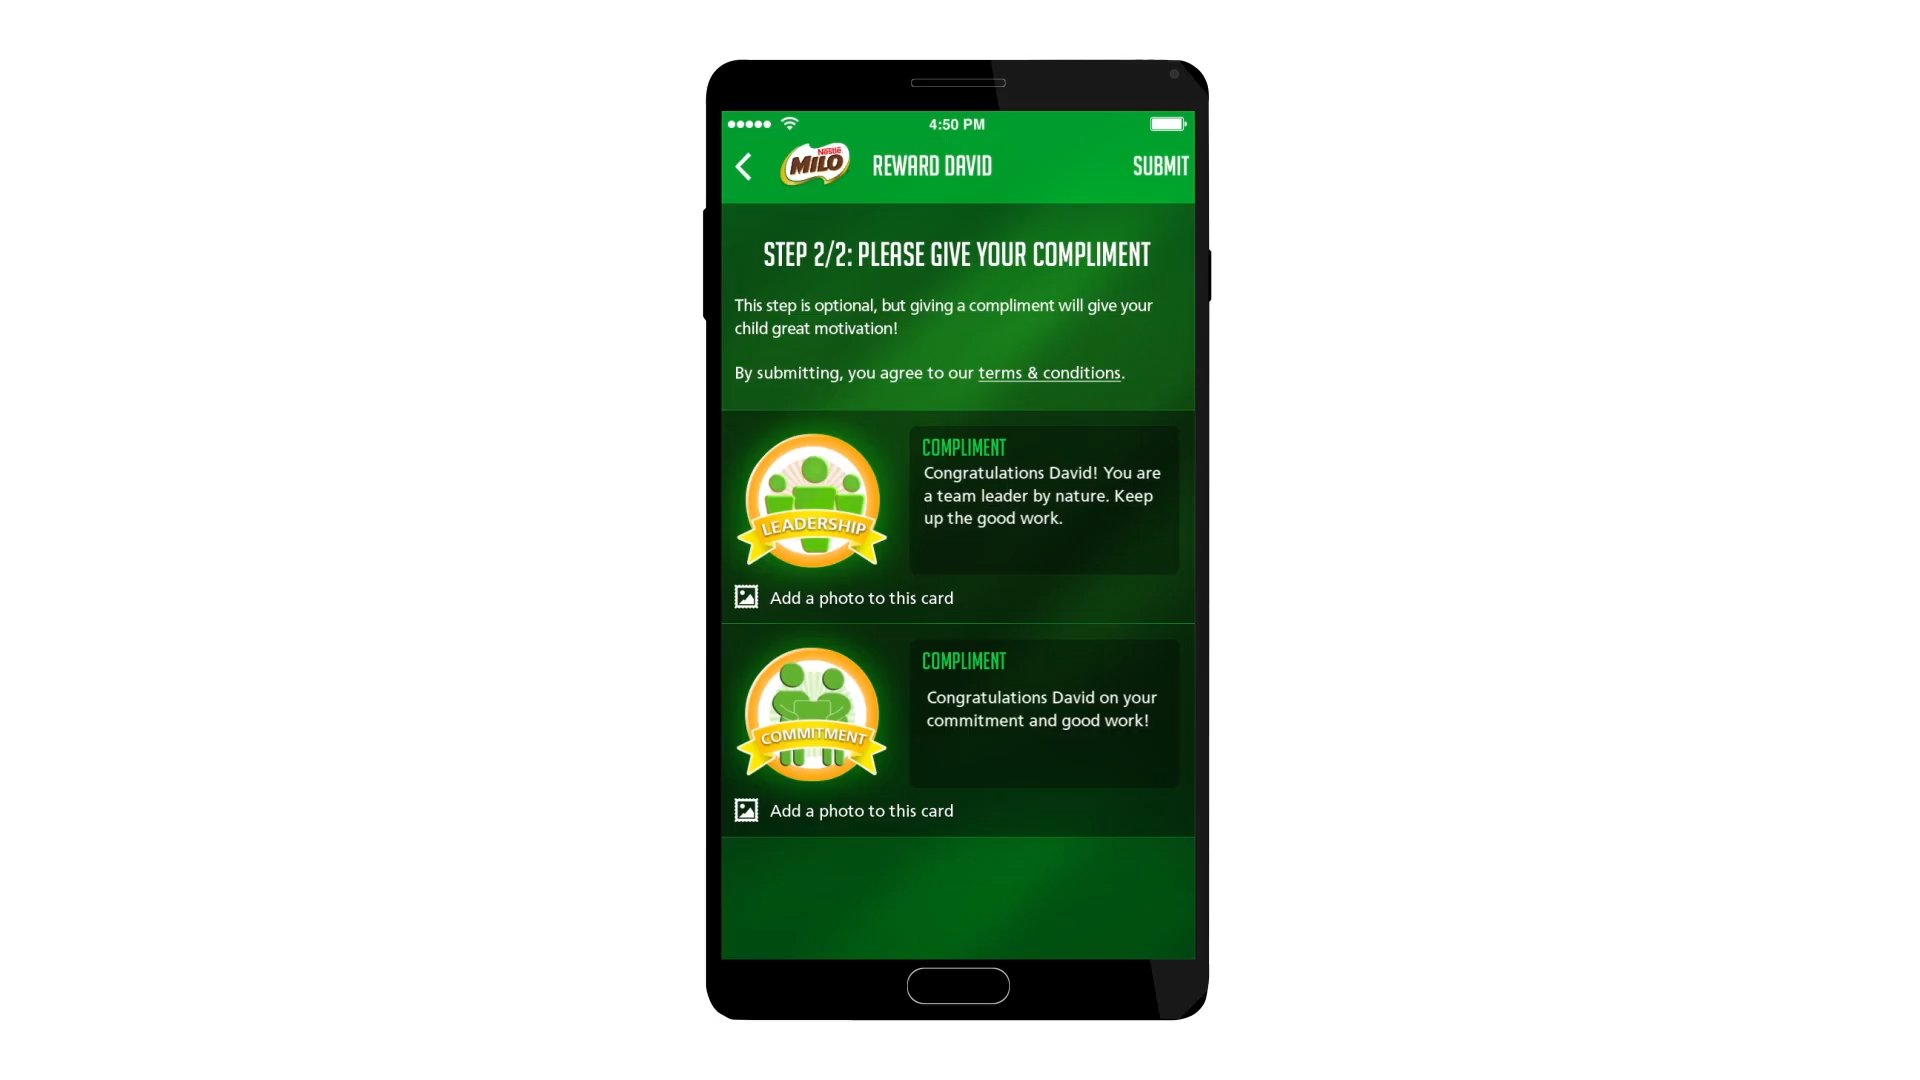 4:50 PM
Nestlé
MILO
REWARD DAVID
SUBMIT
STEP 2/2: PLEASE GIVE YOUR COMPLIMENT
This step is optional, but giving a compliment will give your
child great motivation!
By submitting, you agree to our terms & conditions.
LEADERSHIP
COMPLIMENT
Congratulations David! You are
a team leader by nature. Keep
up the good work.
Add a photo to this card
COMMITMENT
COMPLIMENT
Congratulations David on your
commitment and good work!
Add a photo to this card